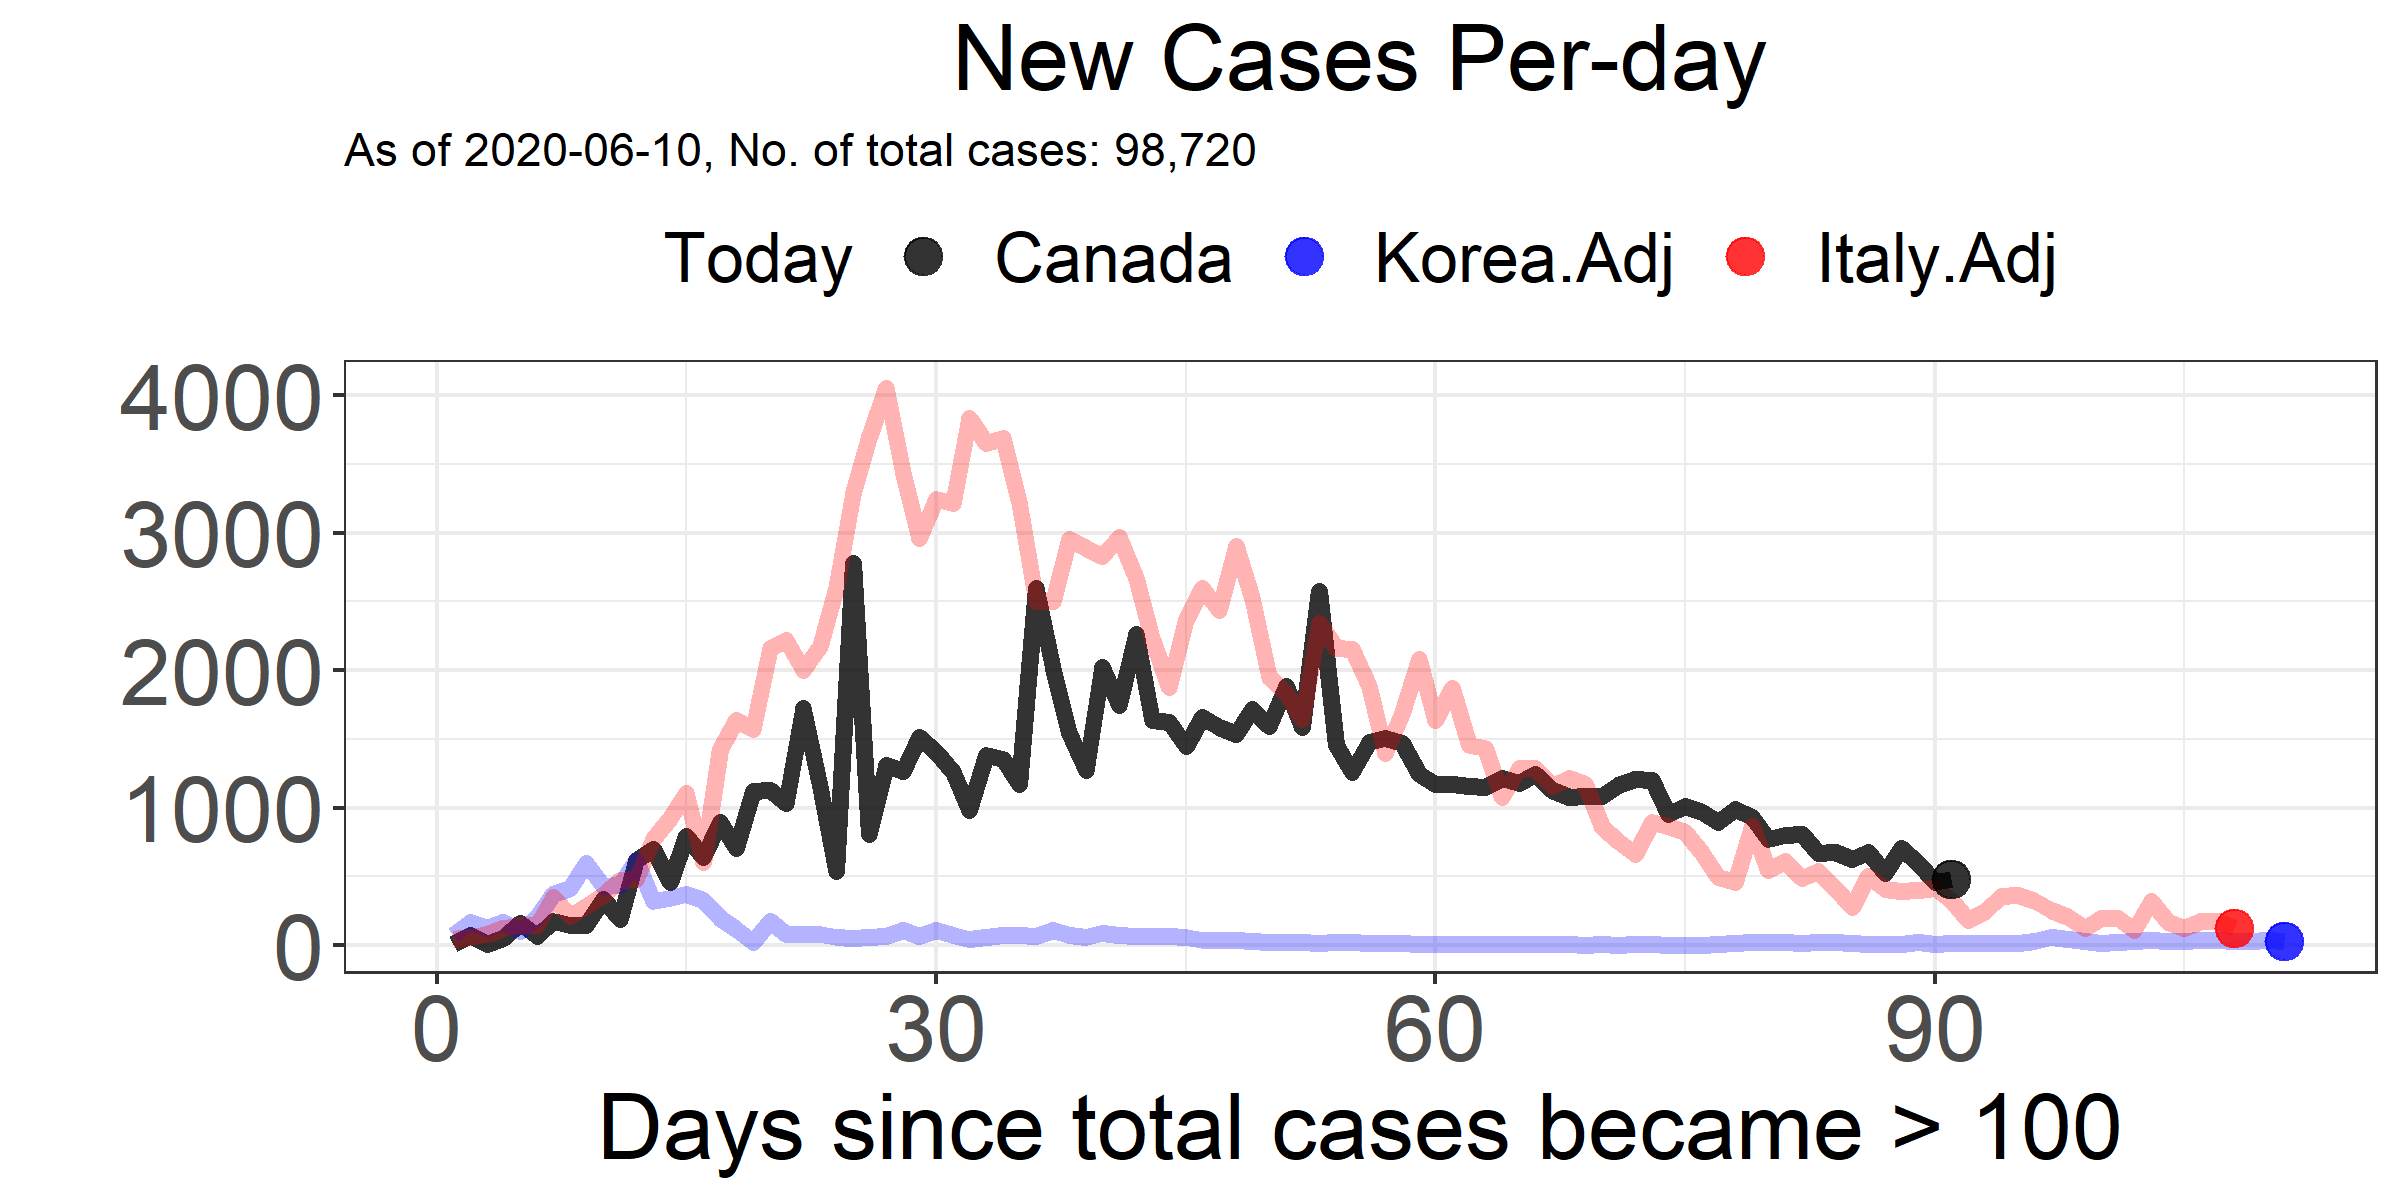 New Cases Per-day
As of 2020-06-10, No. of total cases: 98,720
Today Canada Korea.Adj Italy.Adj
4000
3000
2000
1000
0
0 30 60 90
Days since total cases became > 100